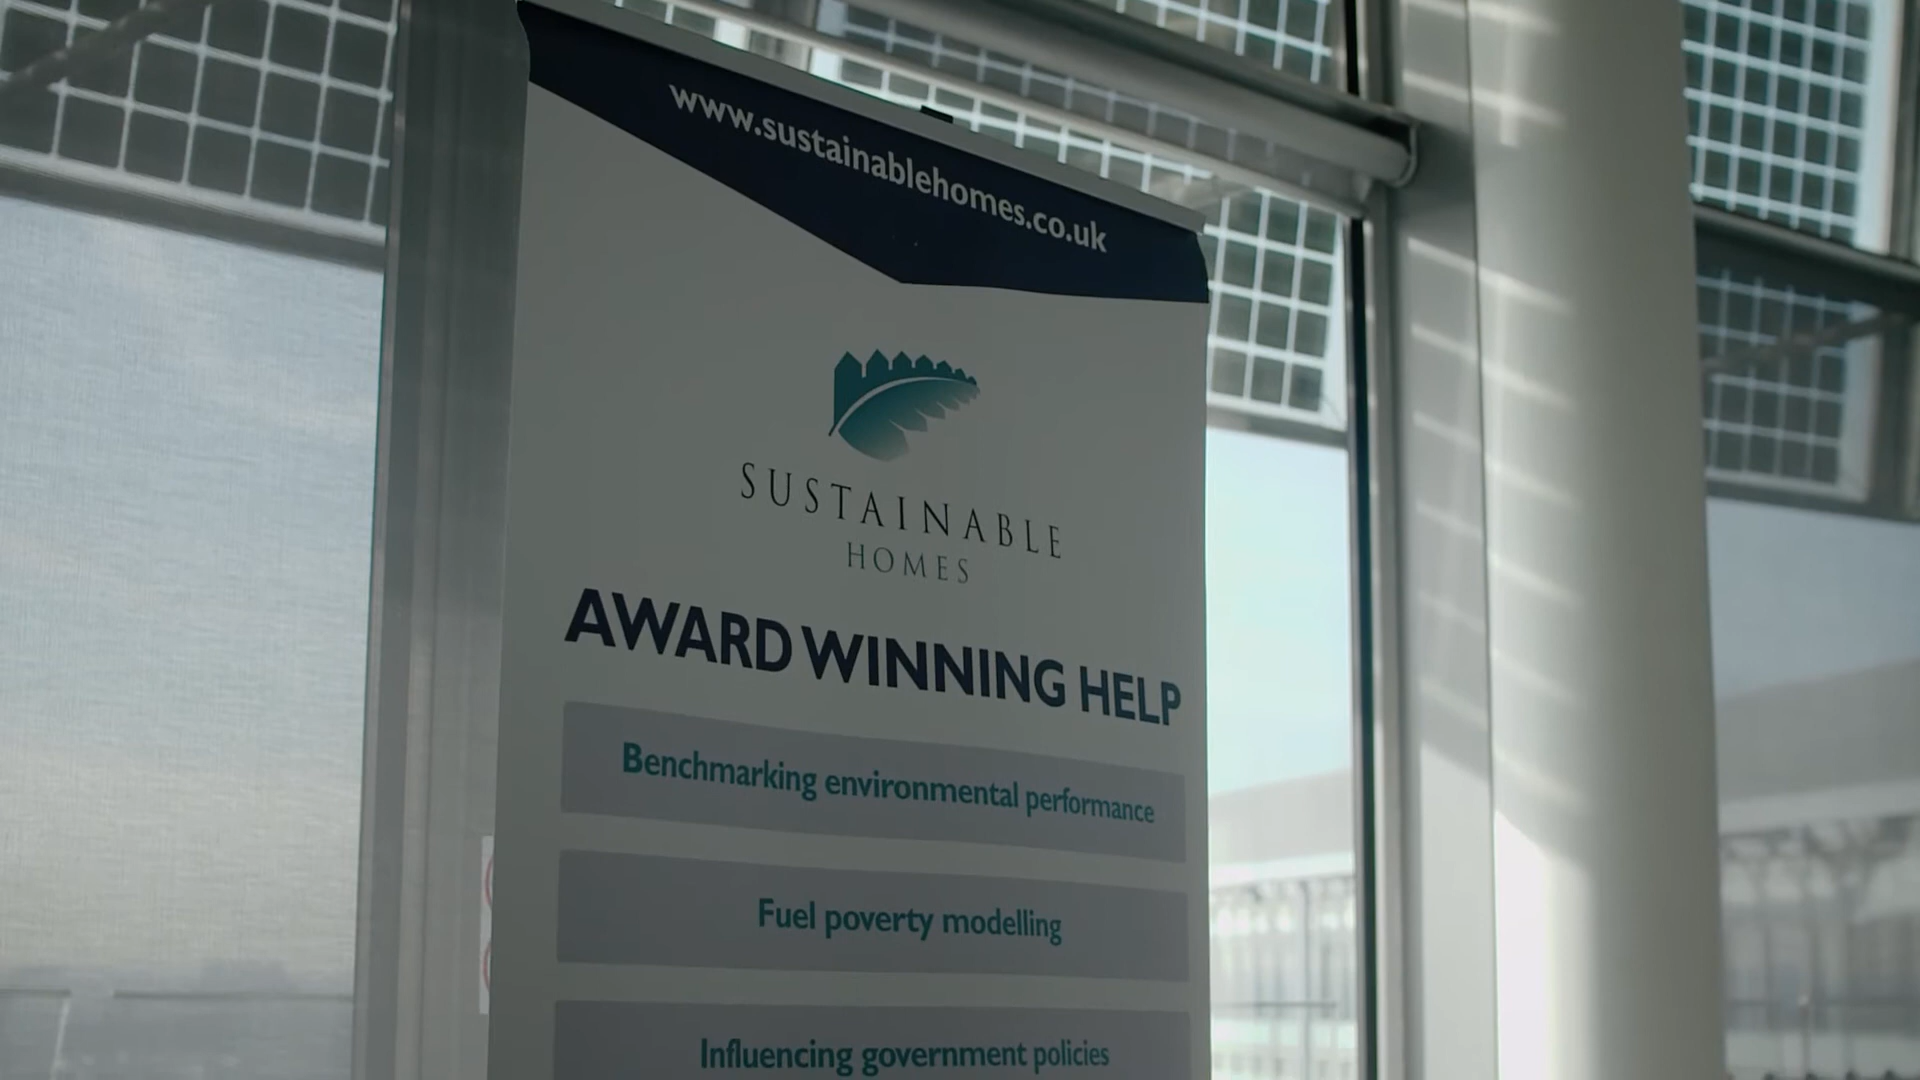 www.sustainablehomes.co.uk
SUSTAINABLE
HOMES
AWARD WINNING HELP
Benchmarking environmental performance
Fuel poverty modelling
Influencing government policies